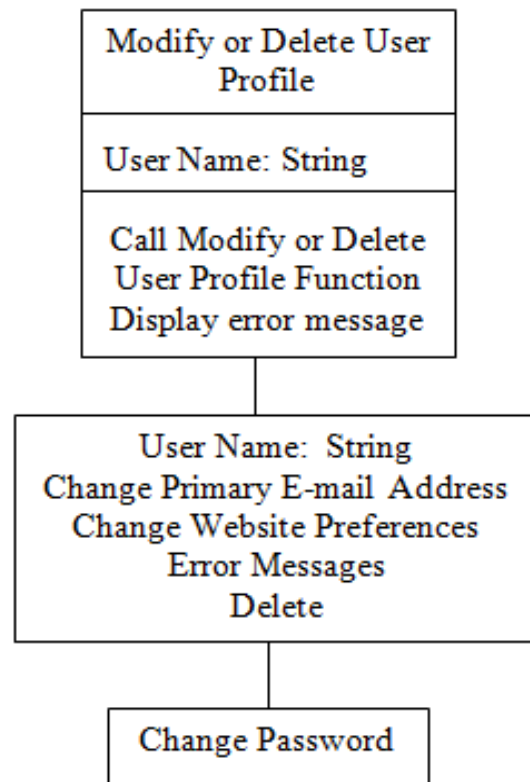 Modify or Delete User
Profile
User Name: String
Call Modify or Delete
User Profile Function
Display error message
User Name: String
Change Primary E-mail Address
Change Website Preferences
Error Messages
Delete
Change Password